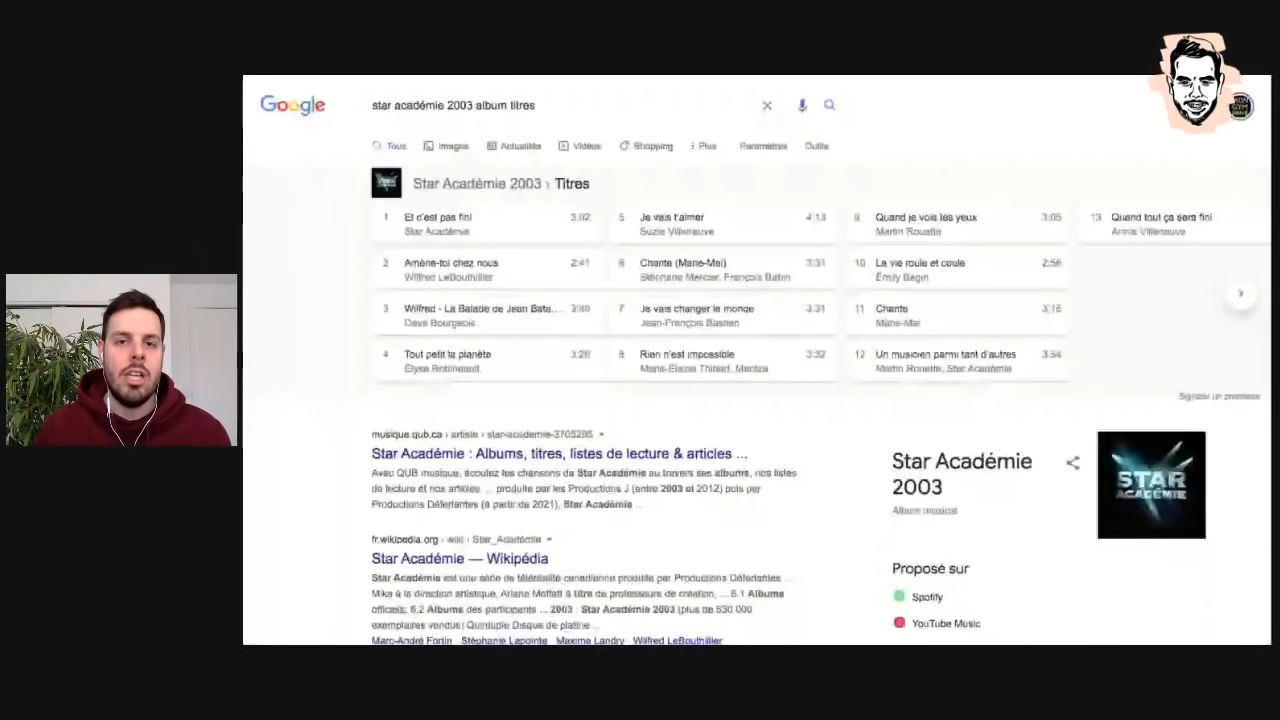 Google
star académie 2003 album titres
Tous Images Actualités Vidéos Shopping Plus Paramètres Outils
Star Académie 2003 › Titres
1 Et c'est pas fini 3:02
Star Académie
2 Amène-toi chez nous 2:41
Wilfred LeBouthillier
3 Wilfred - La Balade de Jean Bata... 3:40
Dave Bourgeois
4 Tout petit la planète 3:28
Élyse Robineault
5 Je vais t'aimer 4:13
Suzie Villeneuve
6 Chante (Mane-Mai) 3:31
Stéphane Mercier, François Babin
7 Je vais changer le monde 3:31
Jean-François Bastien
8 Rien n'est impossible 3:32
Marie-Élaine Thibert, Maritza
9 Quand je vois tes yeux 3:05
Martin Rouette
10 La vie roule et coule 2:56
Émily Bégin
11 Chante 3:16
Mane-Mai
12 Un musicien parmi tant d'autres 3:54
Martin Rouette, Star Académie
13 Quand tout ça sera fini
Annie Villeneuve
Signaler un problème
musique.qub.ca › artiste › star-academie-3703205
Star Académie : Albums, titres, listes de lecture & articles ...
Avec QUB musique, écoutez les chansons de Star Académie au travers ses albums, nos listes
de lecture et nos articles ... produite par les Productions J (entre 2003 et 2012) puis par
Productions Déferlantes (à partir de 2021), Star Académie ...
fr.wikipedia.org › wiki › Star_Académie
Star Académie — Wikipédia
Star Académie est une série de téléréalité canadienne produite par Productions Déferlantes ...
Mike à la direction artistique, Ariane Moffatt à titre de professeure de création, ... 6.1 Albums
officiels; 6.2 Albums des participants ... 2003 : Star Académie 2003 (plus de 530 000
exemplaires vendus) Quintuple Disque de platine ...
Marc-André Fortin Stéphanie Lapointe Maxime Landry Wilfred LeBouthillier
Star Académie
2003
Album musical
STAR
ACADÉMIE
Proposé sur
Spotify
YouTube Music